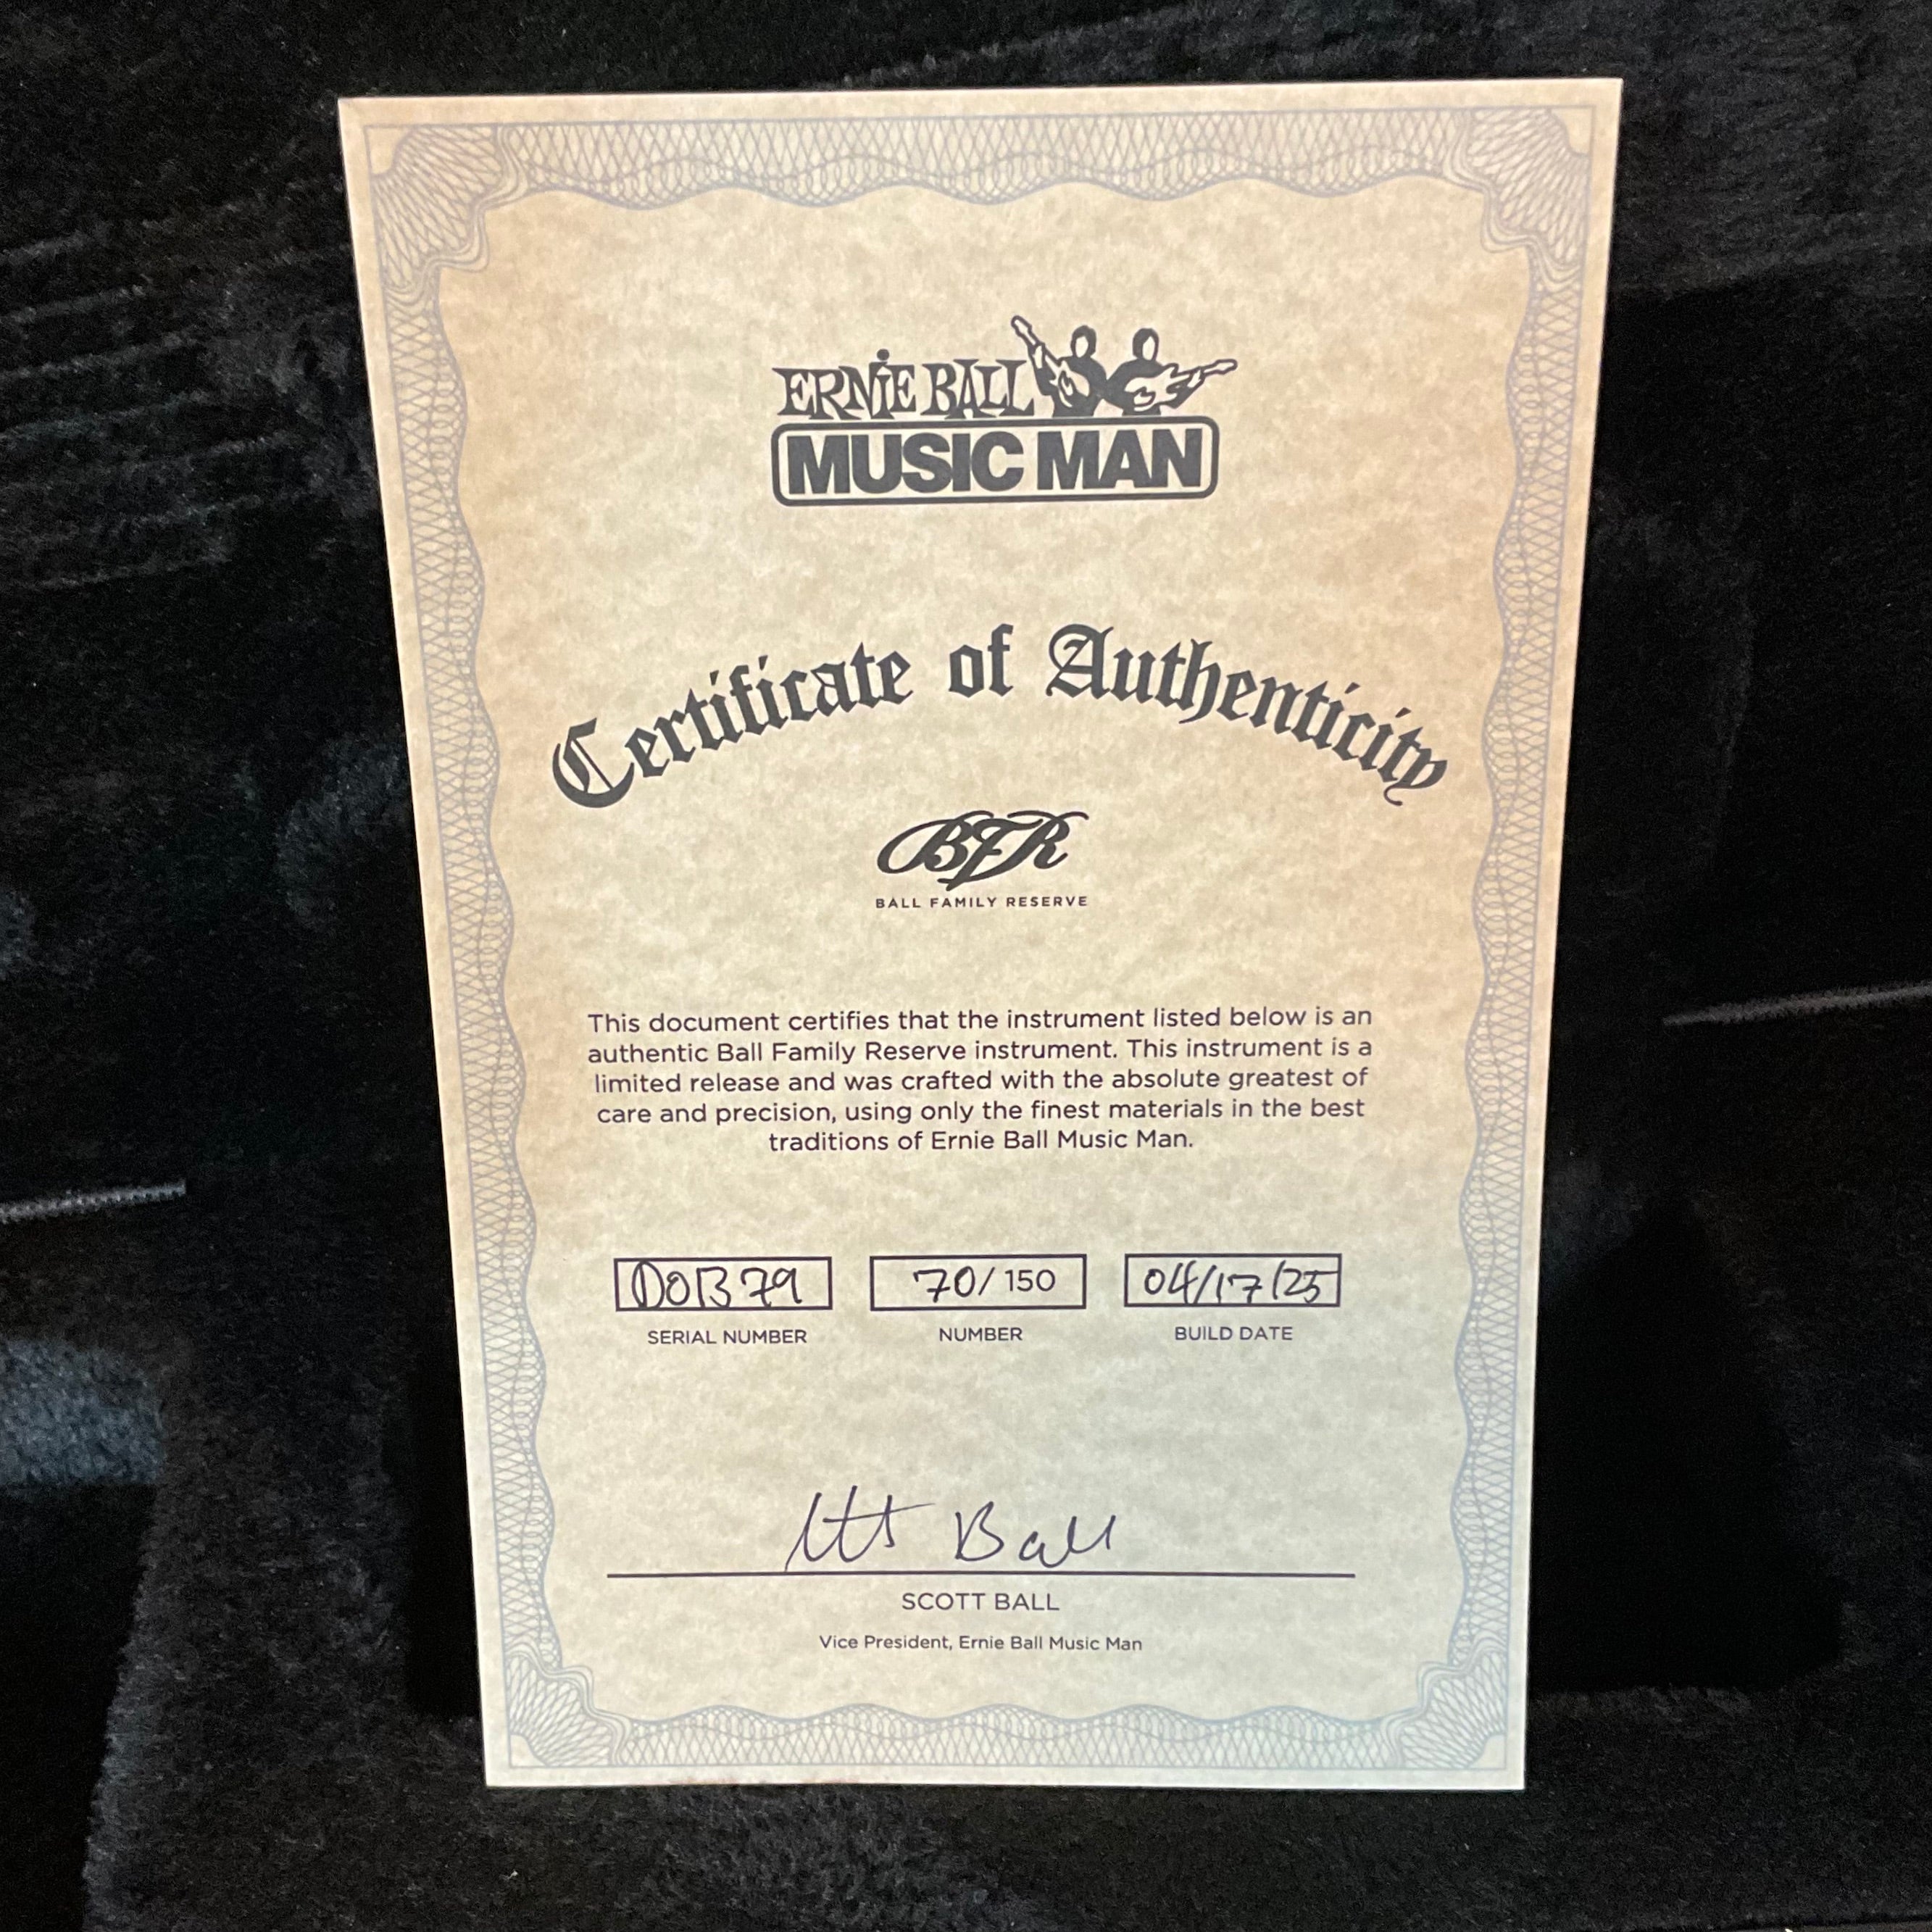 ERNIE BALL
MUSIC MAN
Certificate of Authenticity
BFR
BALL FAMILY RESERVE
This document certifies that the instrument listed below is an
authentic Ball Family Reserve instrument. This instrument is a
limited release and was crafted with the absolute greatest of
care and precision, using only the finest materials in the best
traditions of Ernie Ball Music Man.
70/150 04/17/25
SERIAL NUMBER NUMBER BUILD DATE
Ball
SCOTT BALL
Vice President, Ernie Ball Music Man